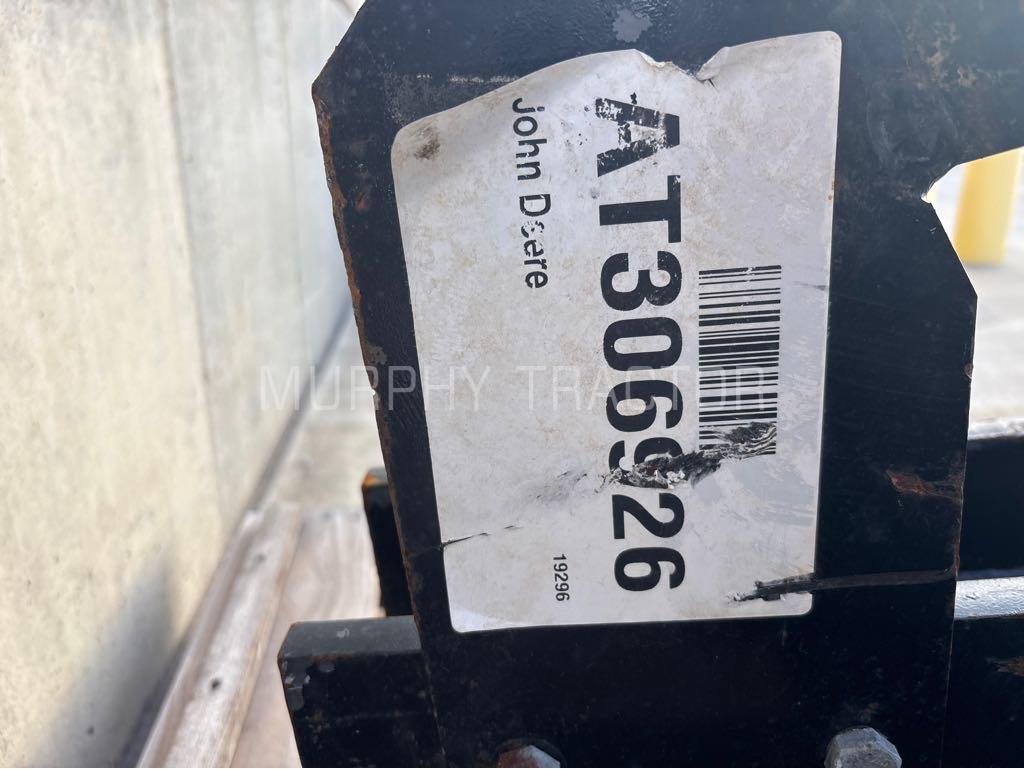 AT306926
John Deere
19296
MURPHY TRACTOR